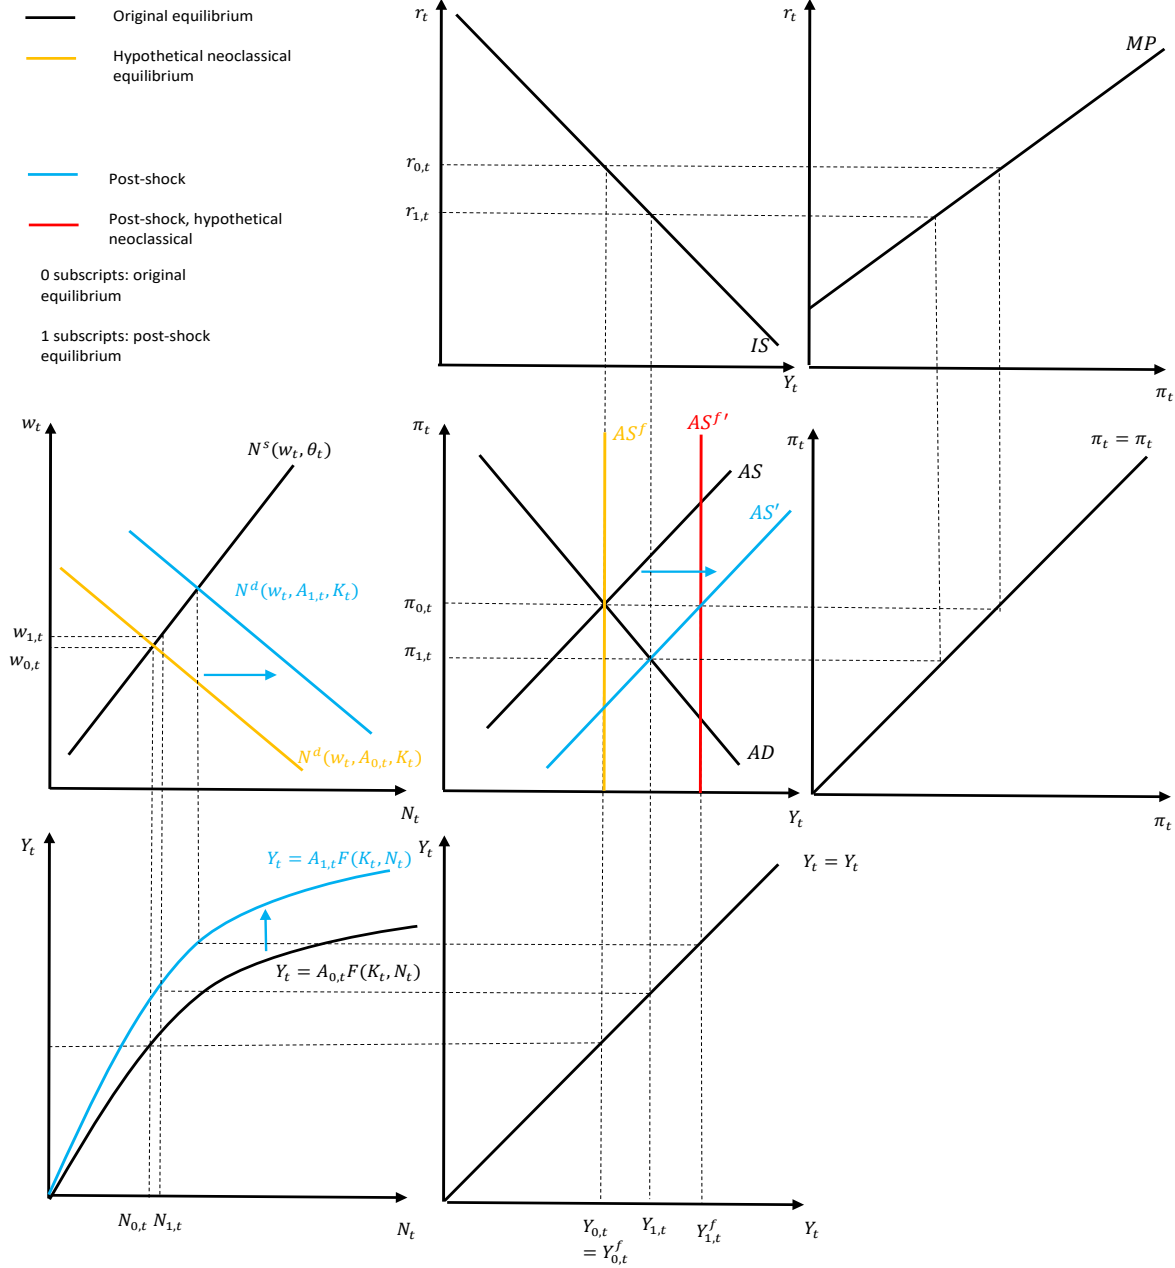 Original equilibrium
Hypothetical neoclassical
equilibrium
Post-shock
Post-shock, hypothetical
neoclassical
0 subscripts: original
equilibrium
1 subscripts: post-shock
equilibrium
r_t
r_{0,t}
r_{1,t}
IS
Y_t
r_t
MP
π_t
w_t
N^s(w_t, θ_t)
N^d(w_t, A_{1,t}, K_t)
w_{1,t}
w_{0,t}
N^d(w_t, A_{0,t}, K_t)
N_t
π_t
AS^f
AS^{f'}
AS
AS'
π_{0,t}
π_{1,t}
AD
Y_t
π_t
π_t = π_t
π_t
Y_t
Y_t = A_{1,t}F(K_t, N_t)
Y_t = A_{0,t}F(K_t, N_t)
N_{0,t}
N_{1,t}
N_t
Y_t
Y_t = Y_t
Y_{0,t}
= Y^f_{0,t}
Y_{1,t}
Y^f_{1,t}
Y_t